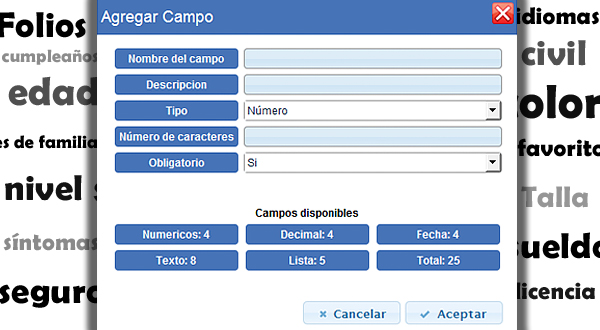 Agregar Campo
Nombre del campo
Descripcion
Tipo Número
Número de caracteres
Obligatorio Si
Campos disponibles
Numericos: 4 Decimal: 4 Fecha: 4
Texto: 8 Lista: 5 Total: 25
Cancelar Aceptar
Folios
cumpleaños
edad
es de familia
nivel s
síntomas
seguro
idiomas
civil
color
favorito
Talla
sueldo
licencia